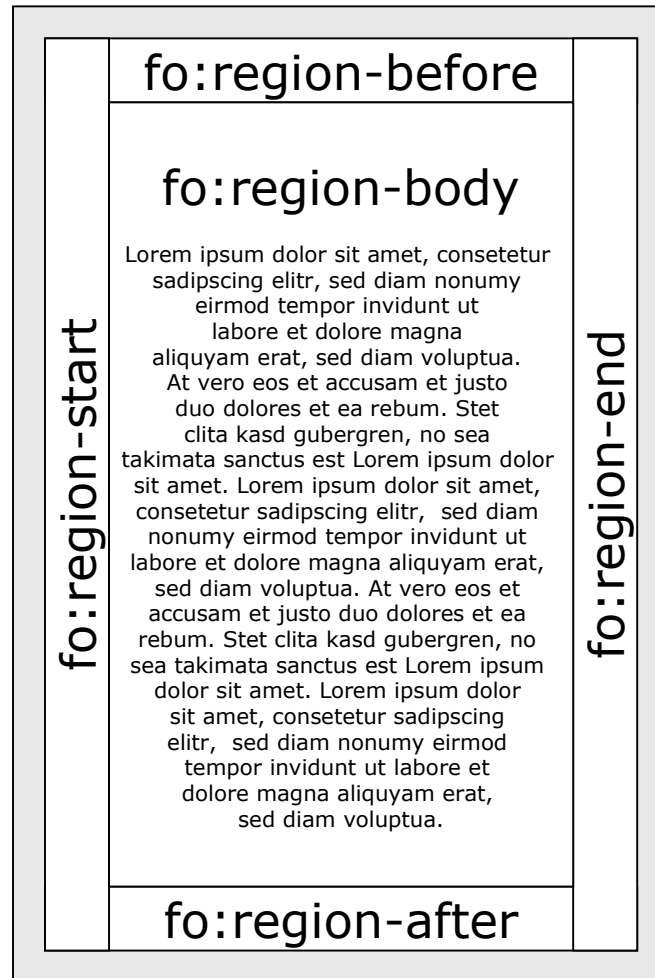 fo:region-before
fo:region-start
fo:region-body
Lorem ipsum dolor sit amet, consetetur
sadipscing elitr, sed diam nonumy
eirmod tempor invidunt ut
labore et dolore magna
aliquyam erat, sed diam voluptua.
At vero eos et accusam et justo
duo dolores et ea rebum. Stet
clita kasd gubergren, no sea
takimata sanctus est Lorem ipsum dolor
sit amet. Lorem ipsum dolor sit amet,
consetetur sadipscing elitr,  sed diam
nonumy eirmod tempor invidunt ut
labore et dolore magna aliquyam erat,
sed diam voluptua. At vero eos et
accusam et justo duo dolores et ea
rebum. Stet clita kasd gubergren, no
sea takimata sanctus est Lorem ipsum
dolor sit amet. Lorem ipsum dolor
sit amet, consetetur sadipscing
elitr,  sed diam nonumy eirmod
tempor invidunt ut labore et
dolore magna aliquyam erat,
sed diam voluptua.
fo:region-end
fo:region-after